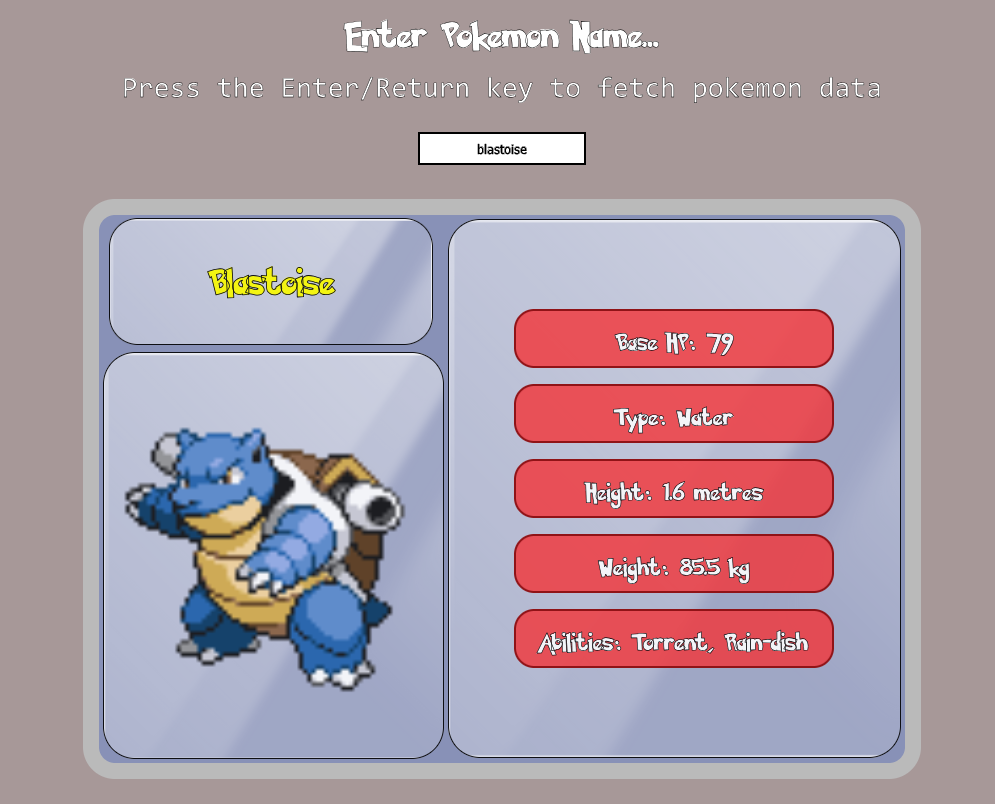 Enter Pokemon Name...
Press the Enter/Return key to fetch pokemon data
blastoise
Blastoise
Base HP: 79
Type: Water
Height: 1.6 metres
Weight: 85.5 kg
Abilities: Torrent, Rain-dish